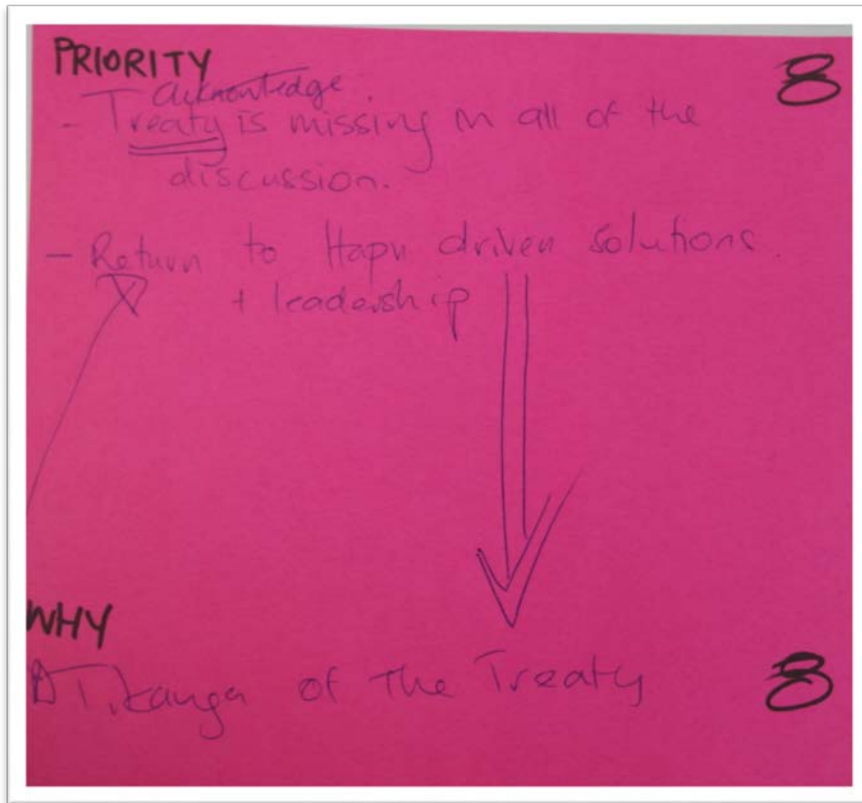 PRIORITY 8
acknowledge.
- Treaty is missing in all of the
discussion.
- Return to Hapu driven solutions.
+ leadership
WHY
Tikanga of The Treaty 8